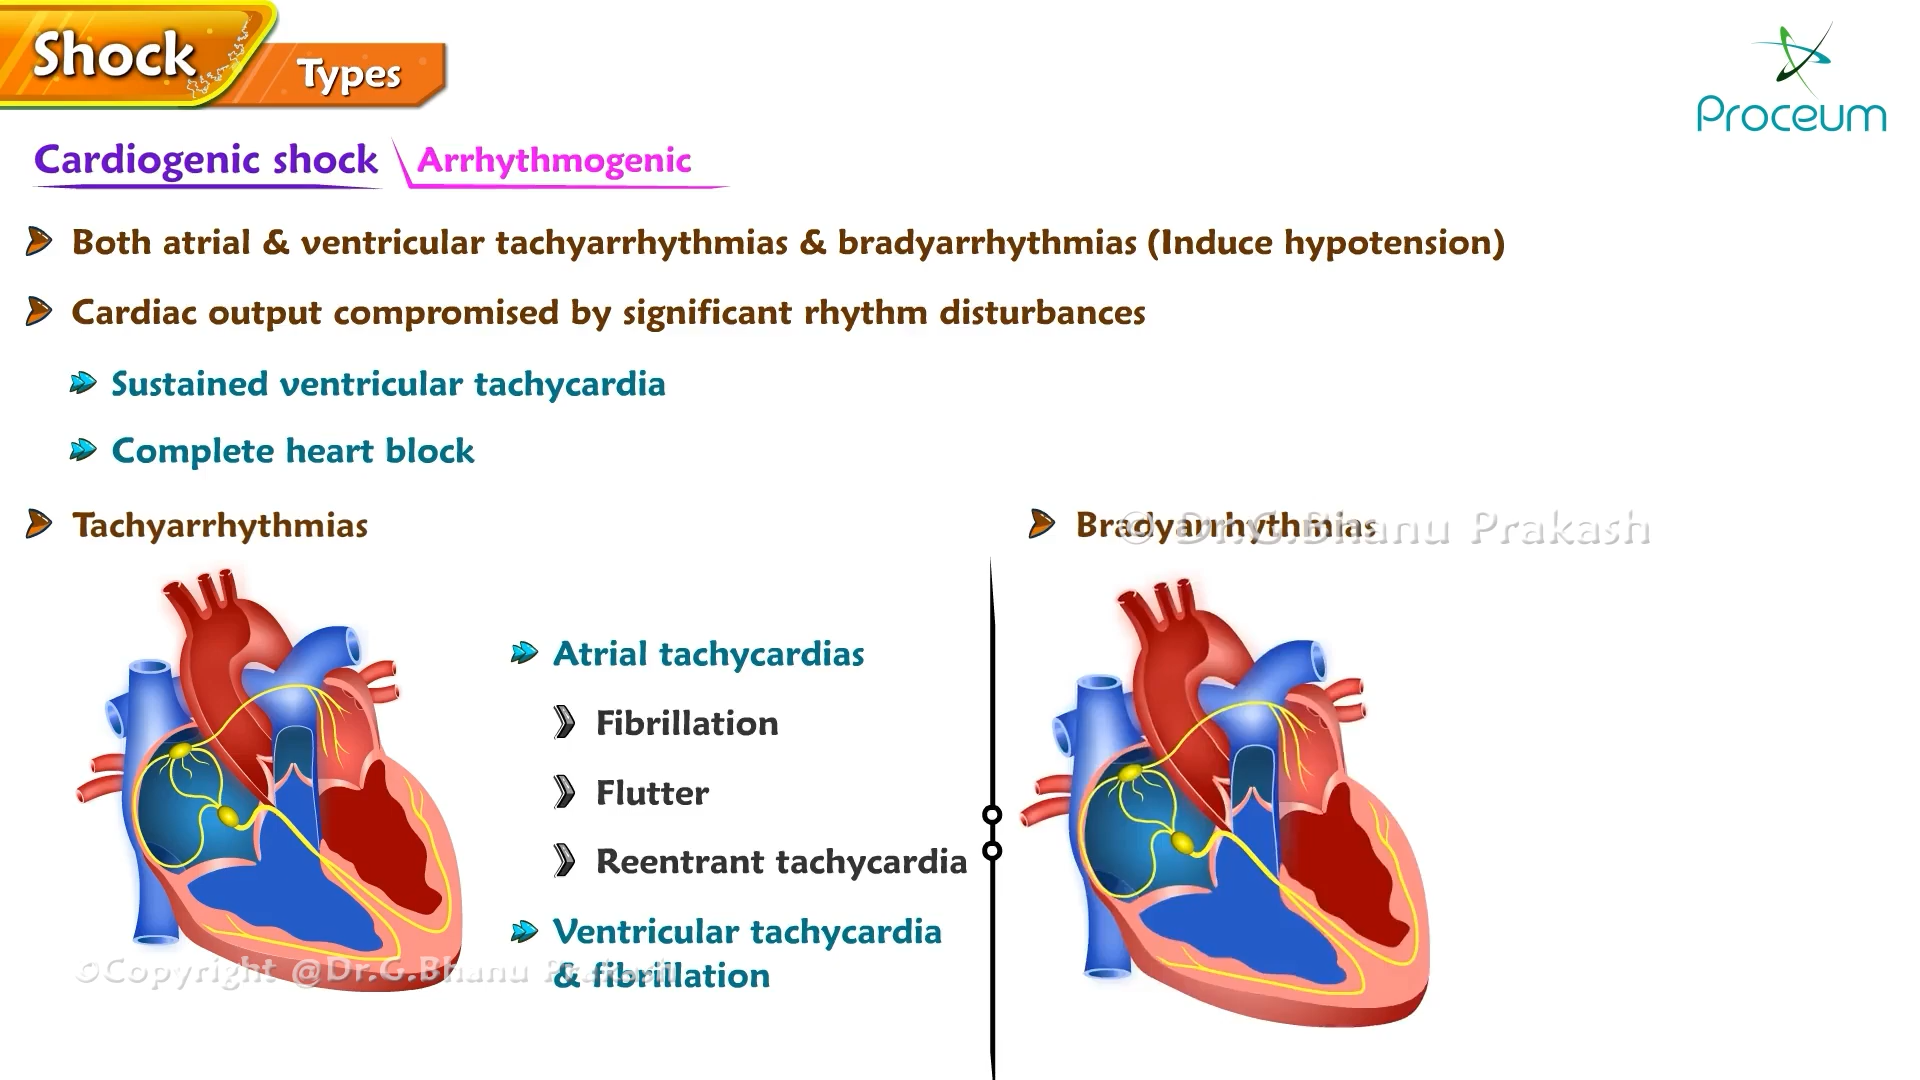 Shock
Types
Proceum
Cardiogenic shock
Arrhythmogenic
Both atrial & ventricular tachyarrhythmias & bradyarrhythmias (Induce hypotension)
Cardiac output compromised by significant rhythm disturbances
Sustained ventricular tachycardia
Complete heart block
Tachyarrhythmias
Atrial tachycardias
Fibrillation
Flutter
Reentrant tachycardia
Ventricular tachycardia
& fibrillation
©Copyright @Dr.G.Bhanu Prakash
Bradyarrhythmias
© Dr.G.Bhanu Prakash